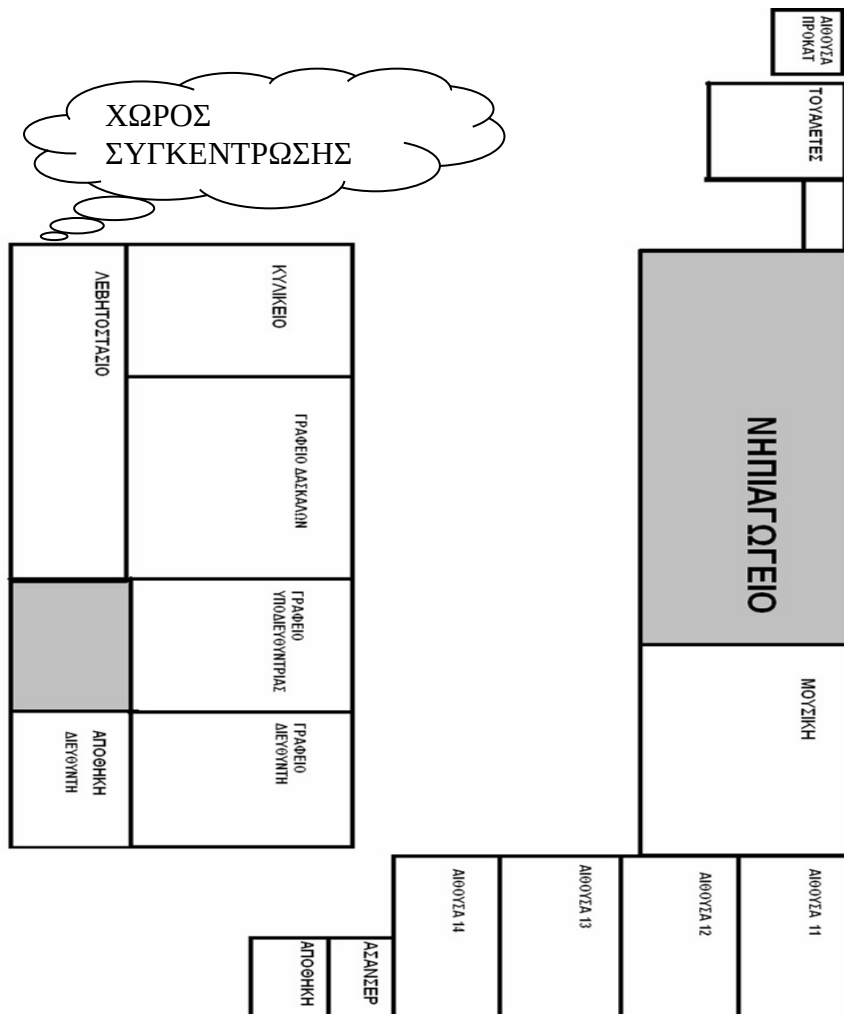 ΑΙΘΟΥΣΑ
ΠΡΟΚΑΤ
ΤΟΥΑΛΕΤΕΣ
ΧΩΡΟΣ
ΣΥΓΚΕΝΤΡΩΣΗΣ
ΛΕΒΗΤΟΣΤΑΣΙΟ
ΚΥΛΙΚΕΙΟ
ΓΡΑΦΕΙΟ ΔΑΣΚΑΛΩΝ
ΝΗΠΙΑΓΩΓΕΙΟ
ΓΡΑΦΕΙΟ
ΥΠΟΔΙΕΥΘΥΝΤΡΙΑΣ
ΜΟΥΣΙΚΗ
ΑΠΟΘΗΚΗ
ΔΙΕΥΘΥΝΤΗ
ΓΡΑΦΕΙΟ
ΔΙΕΥΘΥΝΤΗ
ΑΙΘΟΥΣΑ 14
ΑΙΘΟΥΣΑ 13
ΑΙΘΟΥΣΑ 12
ΑΙΘΟΥΣΑ 11
ΑΠΟΘΗΚΗ
ΑΣΑΝΣΕΡ